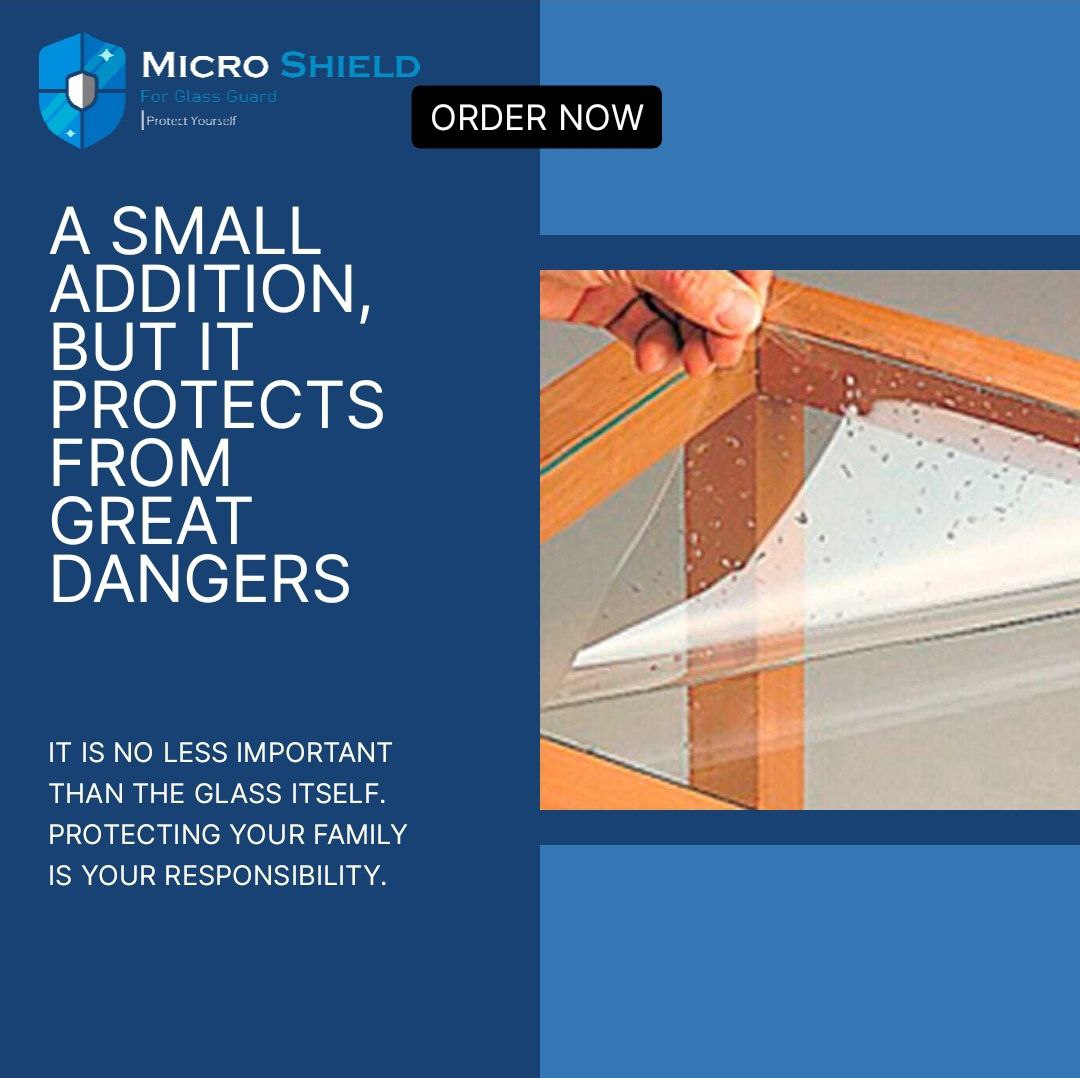 MICRO SHIELD
For Glass Guard
Protect Yourself
ORDER NOW
A SMALL
ADDITION,
BUT IT
PROTECTS
FROM
GREAT
DANGERS
IT IS NO LESS IMPORTANT
THAN THE GLASS ITSELF.
PROTECTING YOUR FAMILY
IS YOUR RESPONSIBILITY.